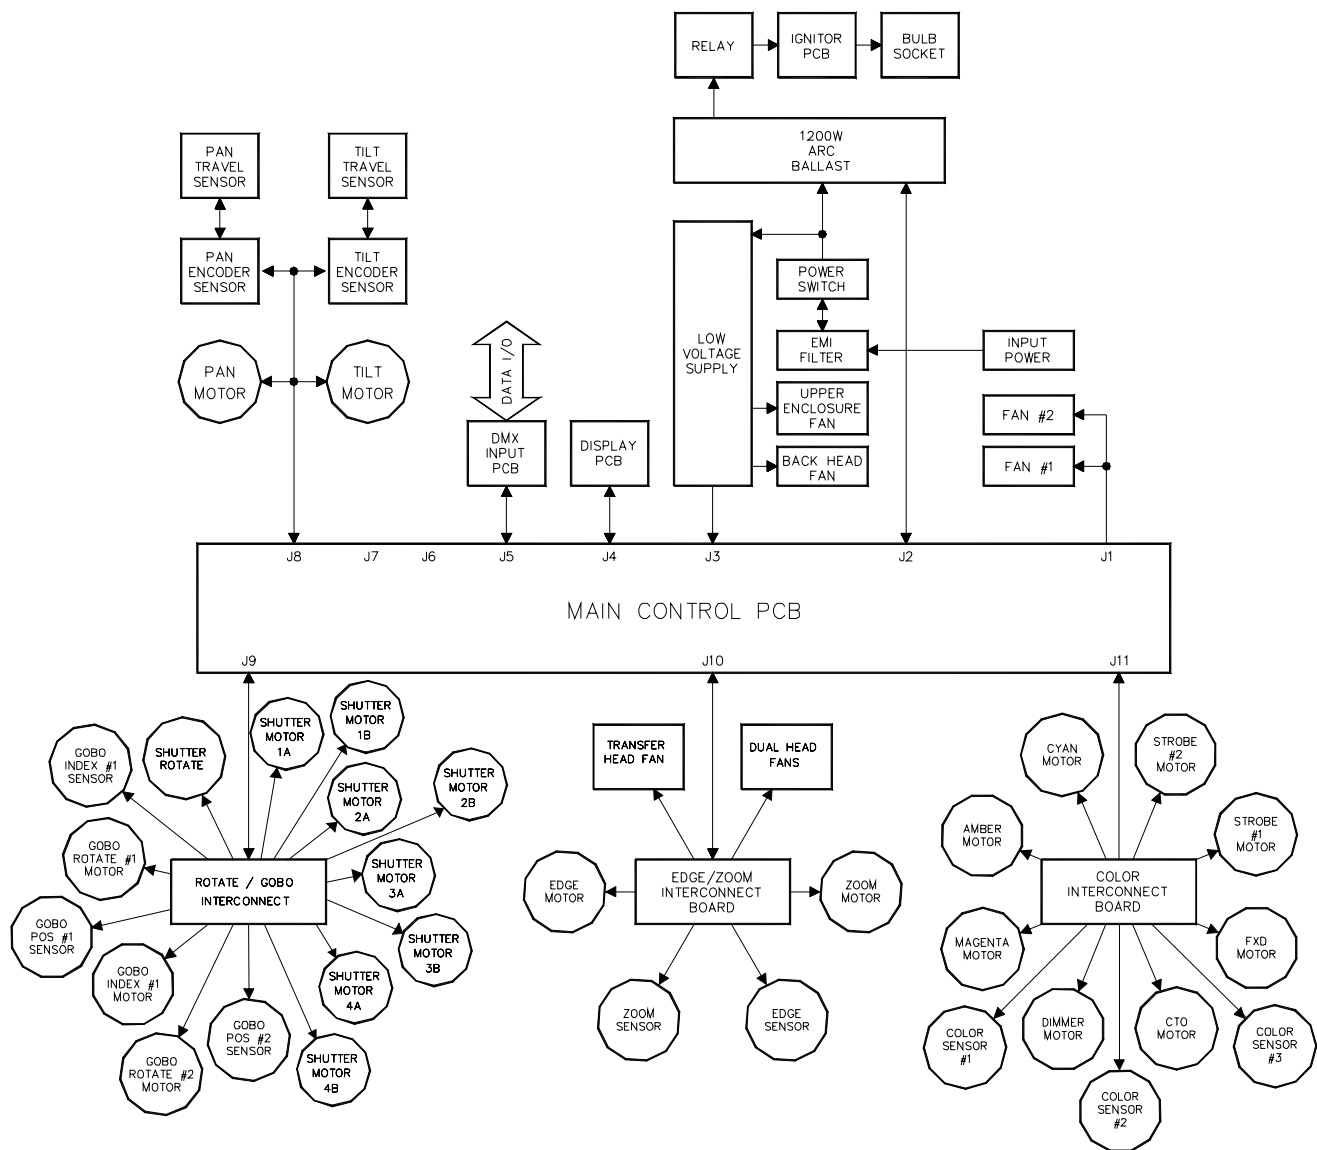 RELAY
IGNITOR
PCB
BULB
SOCKET
1200W
ARC
BALLAST
PAN
TRAVEL
SENSOR
TILT
TRAVEL
SENSOR
PAN
ENCODER
SENSOR
TILT
ENCODER
SENSOR
POWER
SWITCH
LOW
VOLTAGE
SUPPLY
EMI
FILTER
INPUT
POWER
PAN
MOTOR
TILT
MOTOR
DATA I/O
UPPER
ENCLOSURE
FAN
FAN #2
DMX
INPUT
PCB
DISPLAY
PCB
BACK HEAD
FAN
FAN #1
J8 J7 J6 J5 J4 J3 J2 J1
MAIN CONTROL PCB
J9 J10 J11
GOBO
INDEX #1
SENSOR
SHUTTER
ROTATE
SHUTTER
MOTOR
1A
SHUTTER
MOTOR
1B
SHUTTER
MOTOR
2A
SHUTTER
MOTOR
2B
GOBO
ROTATE #1
MOTOR
ROTATE / GOBO
INTERCONNECT
SHUTTER
MOTOR
3A
GOBO
POS #1
SENSOR
GOBO
INDEX #1
MOTOR
SHUTTER
MOTOR
3B
SHUTTER
MOTOR
4A
GOBO
ROTATE #2
MOTOR
GOBO
POS #2
SENSOR
SHUTTER
MOTOR
4B
TRANSFER
HEAD FAN
DUAL HEAD
FANS
EDGE
MOTOR
EDGE/ZOOM
INTERCONNECT
BOARD
ZOOM
MOTOR
ZOOM
SENSOR
EDGE
SENSOR
CYAN
MOTOR
STROBE
#2
MOTOR
AMBER
MOTOR
STROBE
#1
MOTOR
COLOR
INTERCONNECT
BOARD
MAGENTA
MOTOR
FXD
MOTOR
COLOR
SENSOR
#1
DIMMER
MOTOR
CTO
MOTOR
COLOR
SENSOR
#3
COLOR
SENSOR
#2